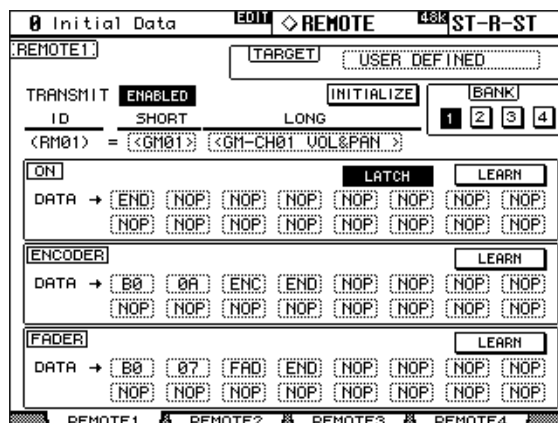 0 Initial Data EDIT ◇REMOTE 48K ST-R-ST
REMOTE1 TARGET USER DEFINED
TRANSMIT ENABLED INITIALIZE BANK
ID SHORT LONG 1 2 3 4
(RM01) = <GM01> <GM-CH01 VOL&PAN >
ON LATCH LEARN
DATA → END NOP NOP NOP NOP NOP NOP NOP
NOP NOP NOP NOP NOP NOP NOP NOP
ENCODER LEARN
DATA → B0 0A ENC END NOP NOP NOP NOP
NOP NOP NOP NOP NOP NOP NOP NOP
FADER LEARN
DATA → B0 07 FAD END NOP NOP NOP NOP
NOP NOP NOP NOP NOP NOP NOP NOP
REMOTE1 REMOTE2 REMOTE3 REMOTE4